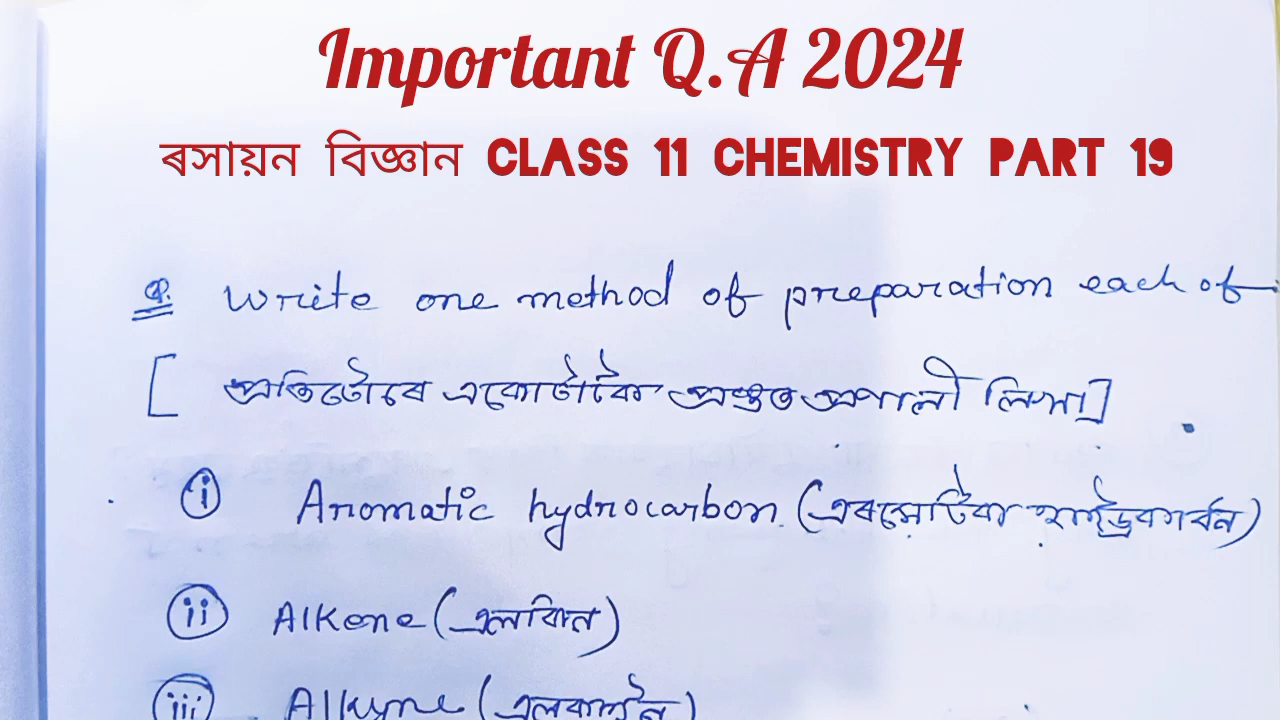 Important Q.A 2024
ৰসায়ন বিজ্ঞান CLASS 11 CHEMISTRY PART 19
Q. Write one method of preparation each of
[ প্ৰতিটোৰে একোটাকৈ প্ৰস্তুত প্ৰণালী লিখা]
i Aromatic hydrocarbon (এৰমেটিক হাইড্ৰকাৰ্বন)
ii Alkene (এলকিন)
iii Alkyne (এলকাইন)